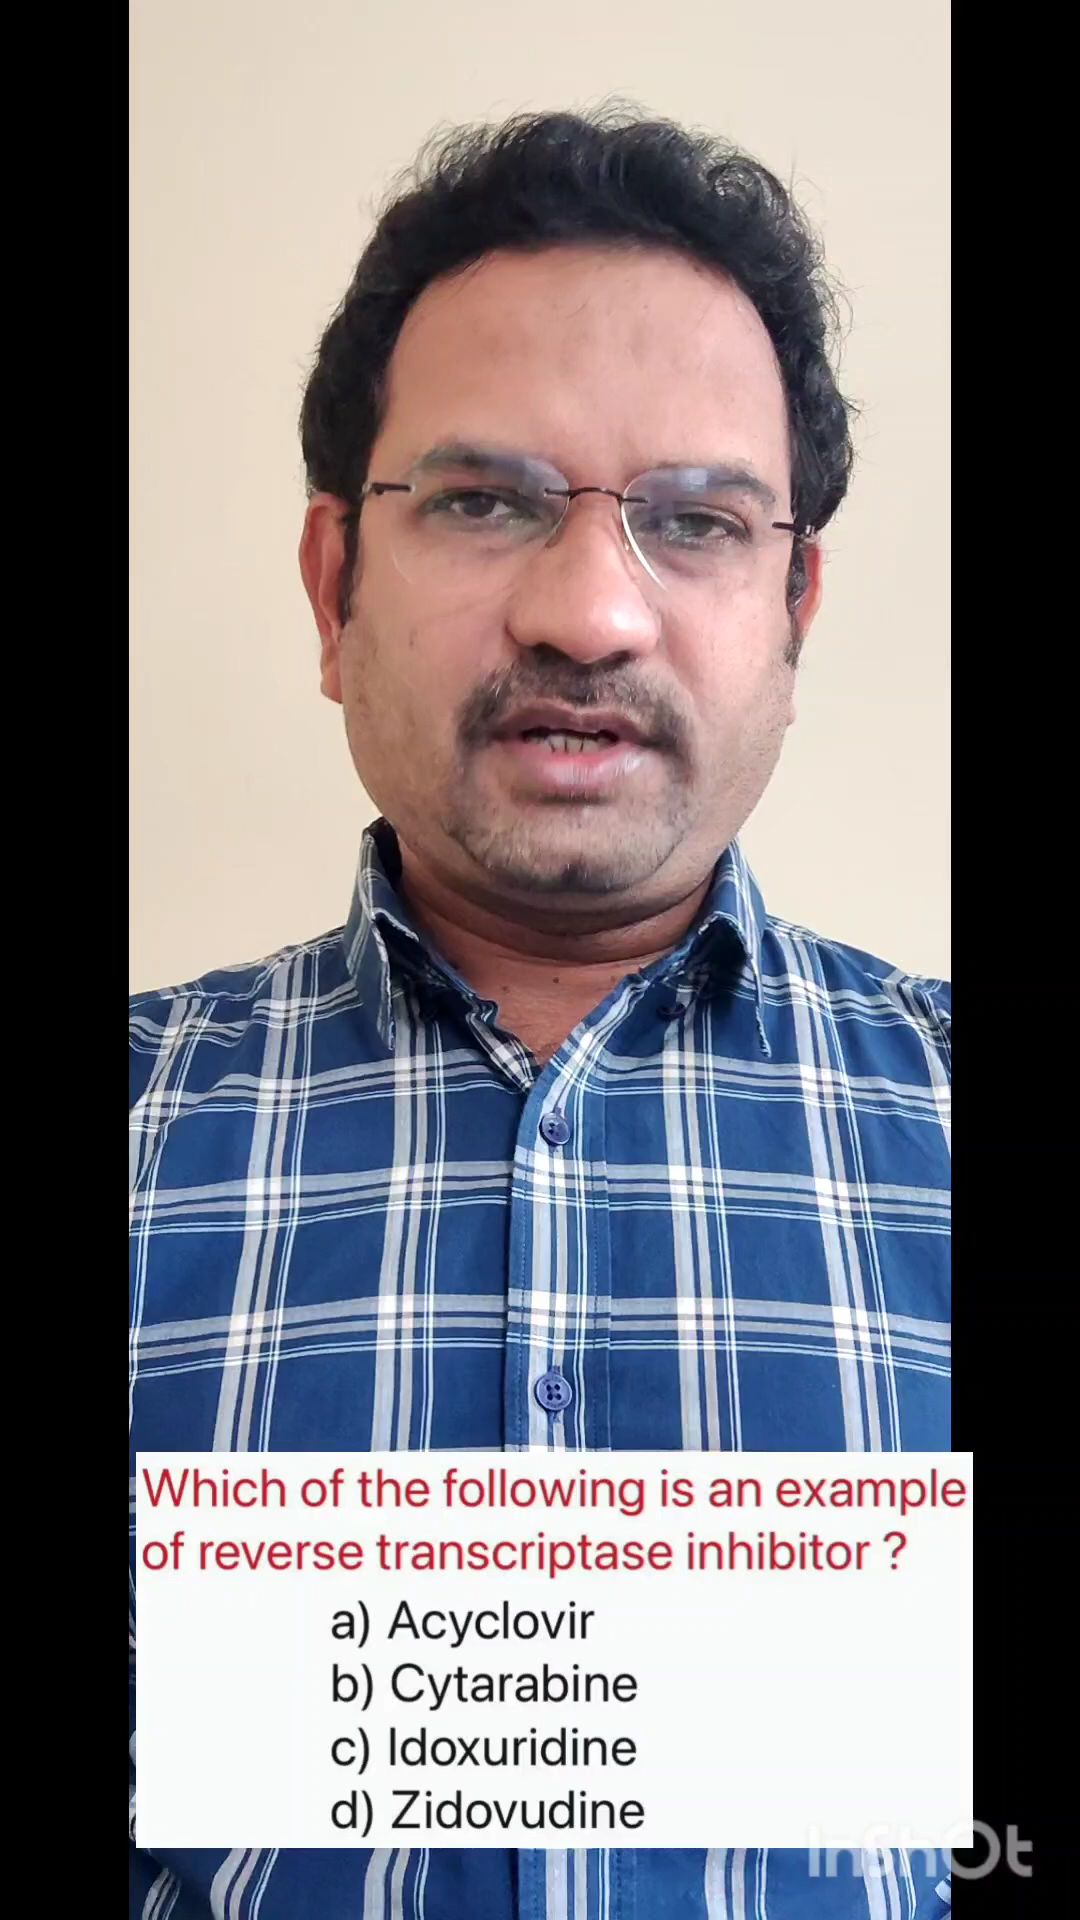 Which of the following is an example
of reverse transcriptase inhibitor ?
a) Acyclovir
b) Cytarabine
c) Idoxuridine
d) Zidovudine
InShOt